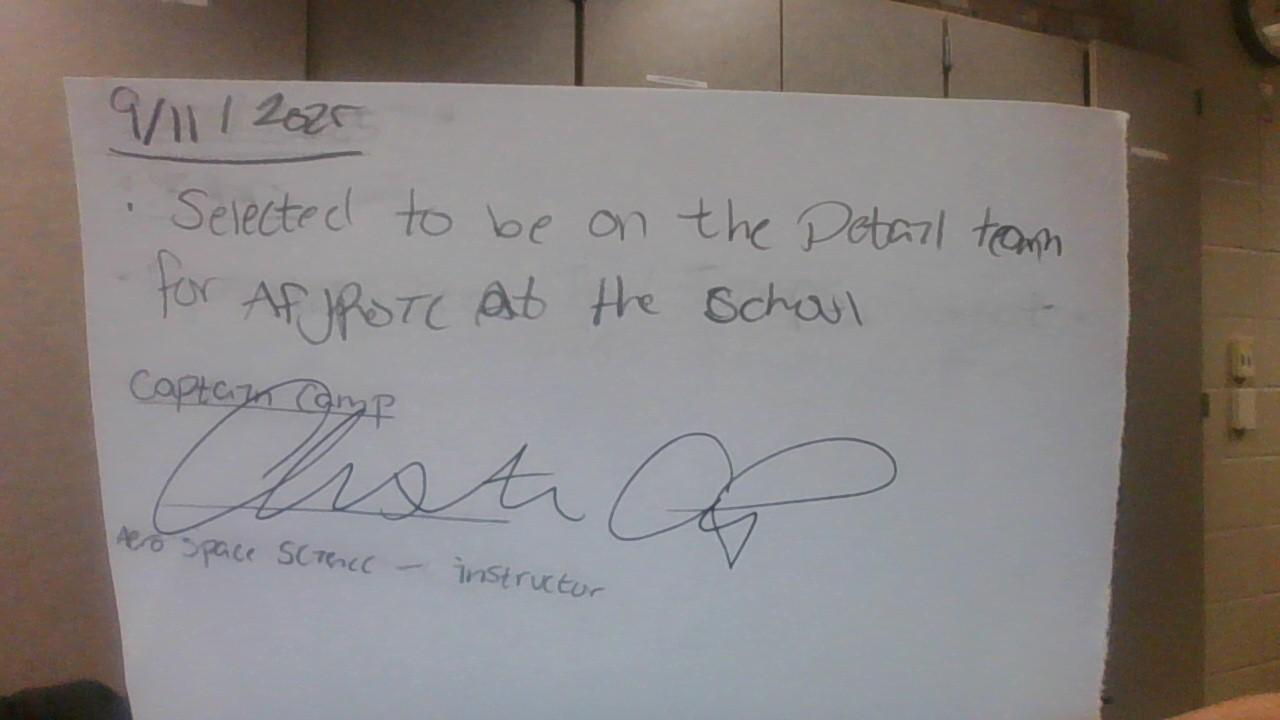 9/11/2025
· Selected to be on the Detail team
for AFJROTC At the School
Captain Camp
Aero Space Science - instructor